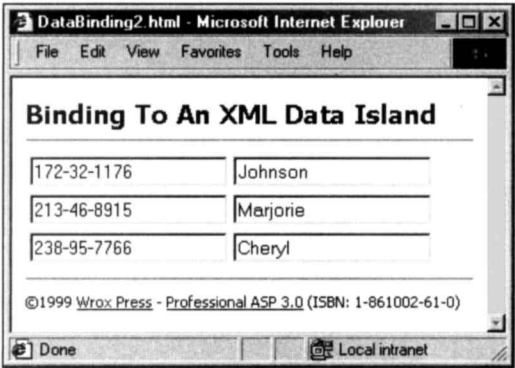 DataBinding2.html - Microsoft Internet Explorer
File Edit View Favorites Tools Help
Binding To An XML Data Island
172-32-1176 Johnson
213-46-8915 Marjorie
238-95-7766 Cheryl
©1999 Wrox Press - Professional ASP 3.0 (ISBN: 1-861002-61-0)
Done Local intranet